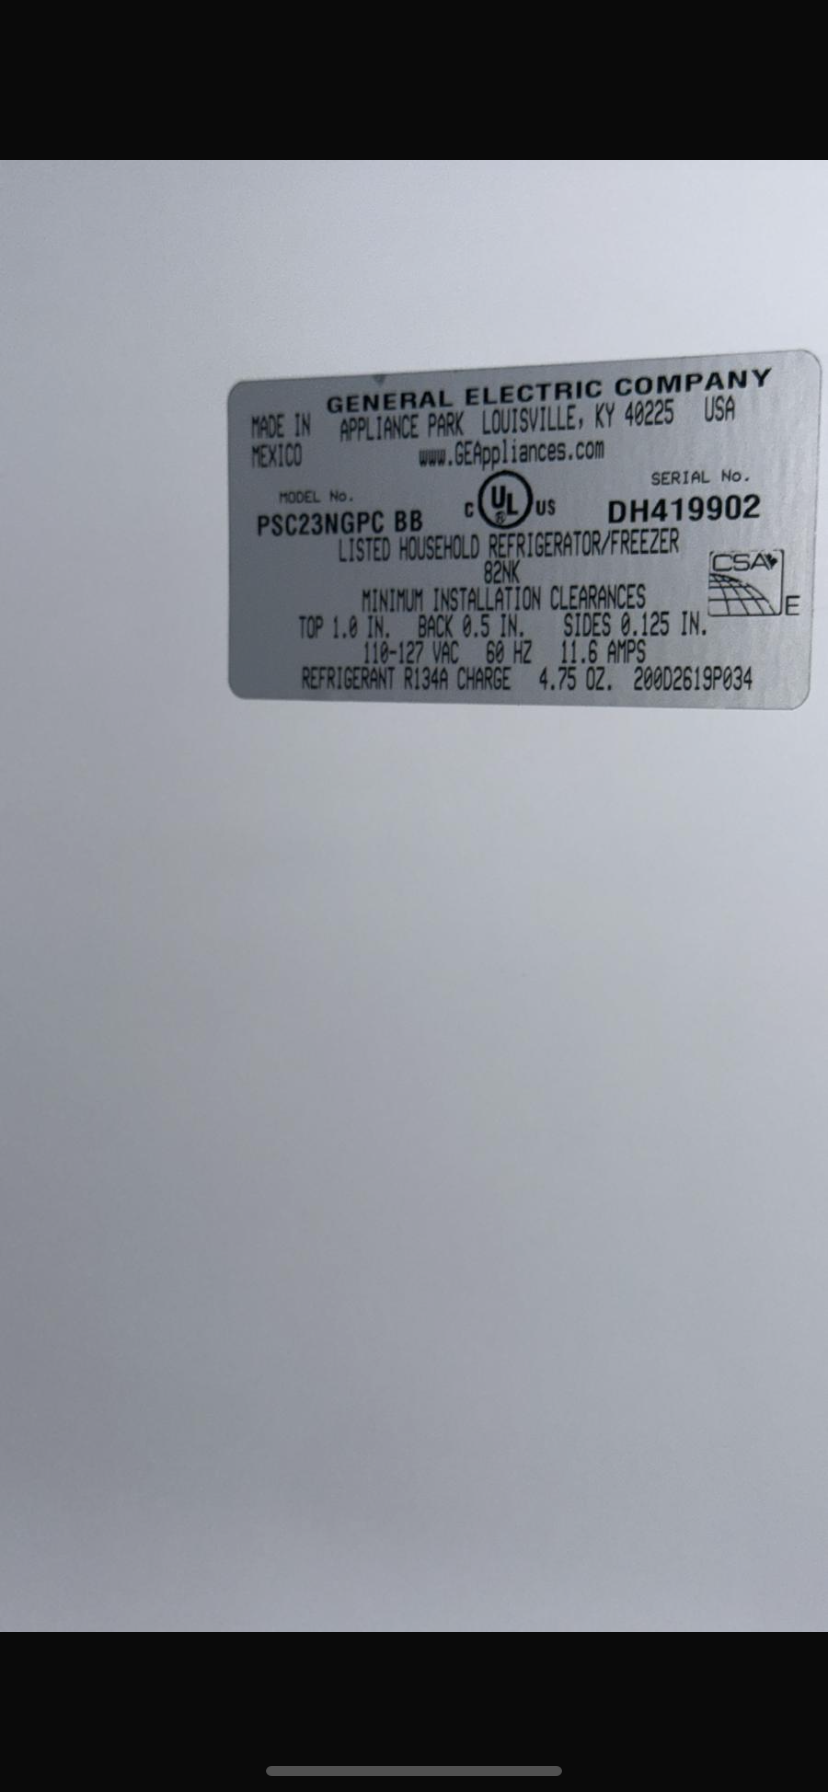 GENERAL ELECTRIC COMPANY
MADE IN MEXICO
APPLIANCE PARK LOUISVILLE, KY 40225 USA
www.GEAppliances.com
MODEL No.
PSC23NGPC BB
C UL US
SERIAL No.
DH419902
LISTED HOUSEHOLD REFRIGERATOR/FREEZER
82NK
CSA
E
MINIMUM INSTALLATION CLEARANCES
TOP 1.0 IN. BACK 0.5 IN. SIDES 0.125 IN.
110-127 VAC 60 HZ 11.6 AMPS
REFRIGERANT R134A CHARGE 4.75 OZ. 200D2619P034